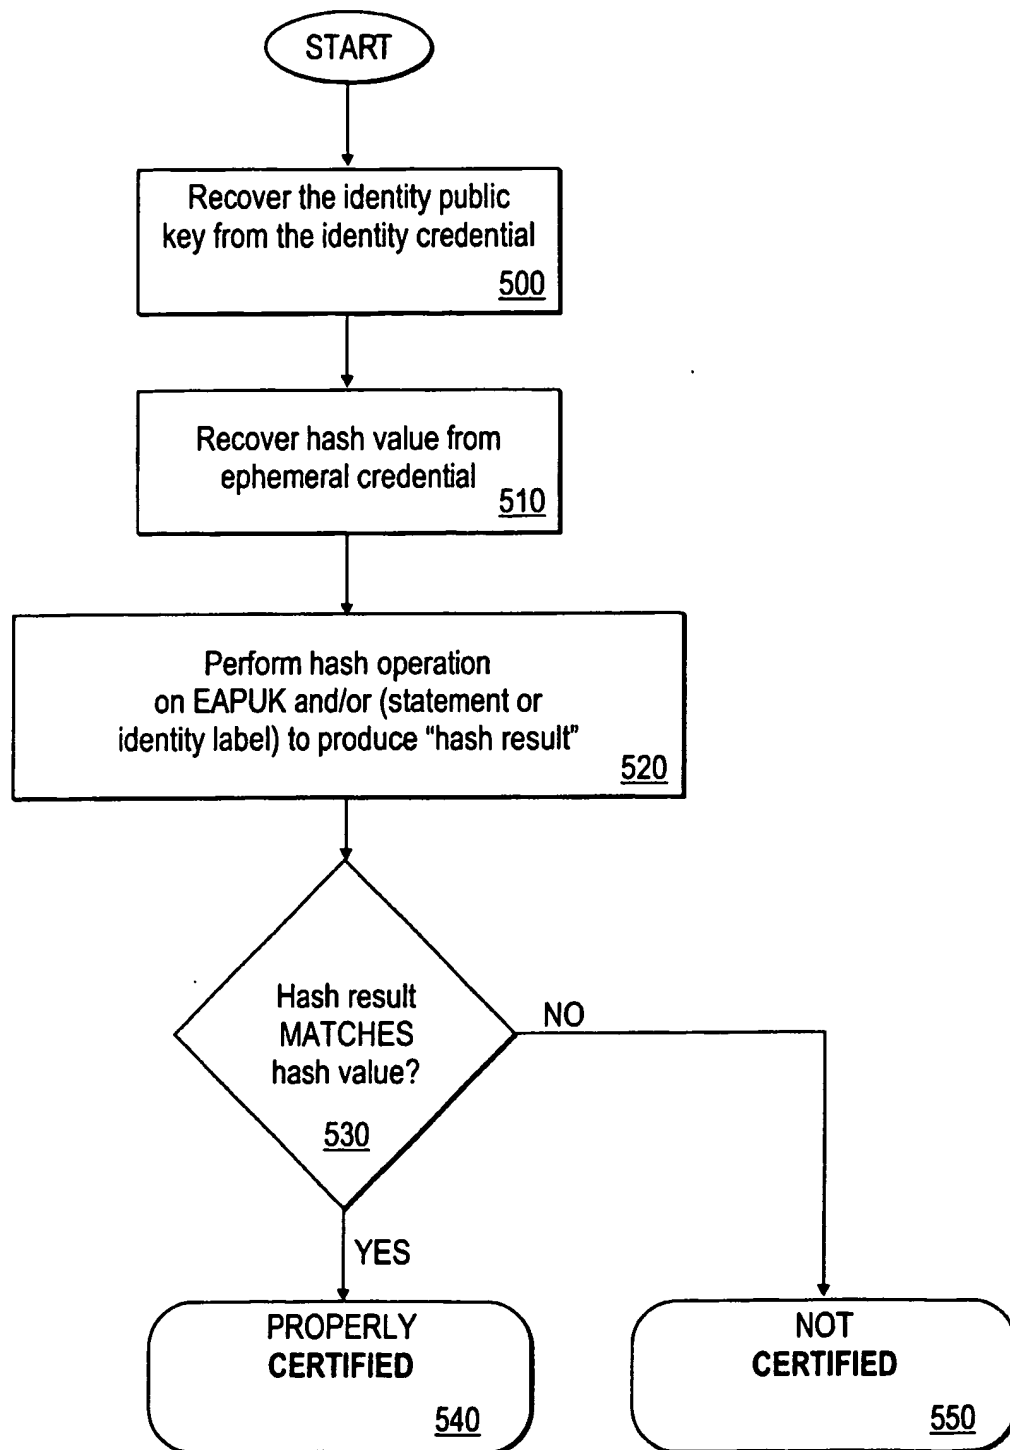 START
Recover the identity public
key from the identity credential
500
Recover hash value from
ephemeral credential
510
Perform hash operation
on EAPUK and/or (statement or
identity label) to produce “hash result”
520
Hash result
MATCHES
hash value?
530
NO
YES
PROPERLY
CERTIFIED
540
NOT
CERTIFIED
550